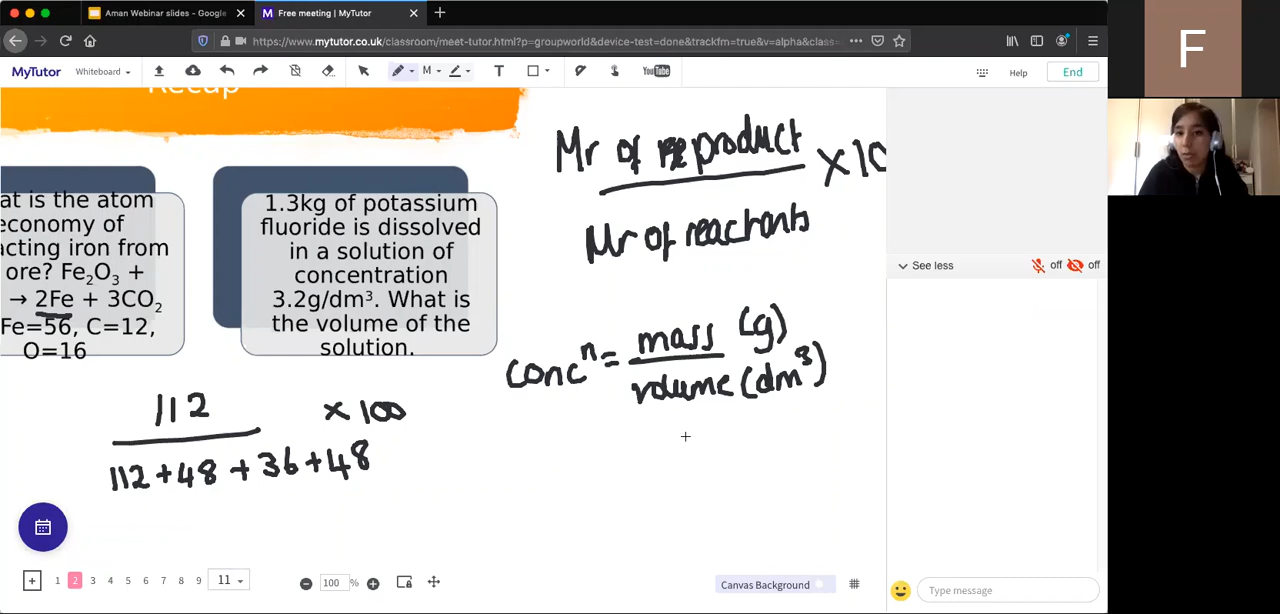 Aman Webinar slides - Google
Free meeting | MyTutor
https://www.mytutor.co.uk/classroom/meet-tutor.html?p=groupworld&device-test=done&trackfm=true&v=alpha&class=
MyTutor
Whiteboard
M
T
YouTube
Help
End
Recap
at is the atom
economy of
acting iron from
ore? Fe₂O₃ +
→ 2Fe + 3CO₂
Fe=56, C=12,
O=16
1.3kg of potassium
fluoride is dissolved
in a solution of
concentration
3.2g/dm³. What is
the volume of the
solution.
Mr of product
x10
Mr of reactants
concⁿ = mass (g)
volume (dm³)
112
x 100
112+48+36+48
F
See less
off
off
1 2 3 4 5 6 7 8 9 11
100 %
Canvas Background
Type message